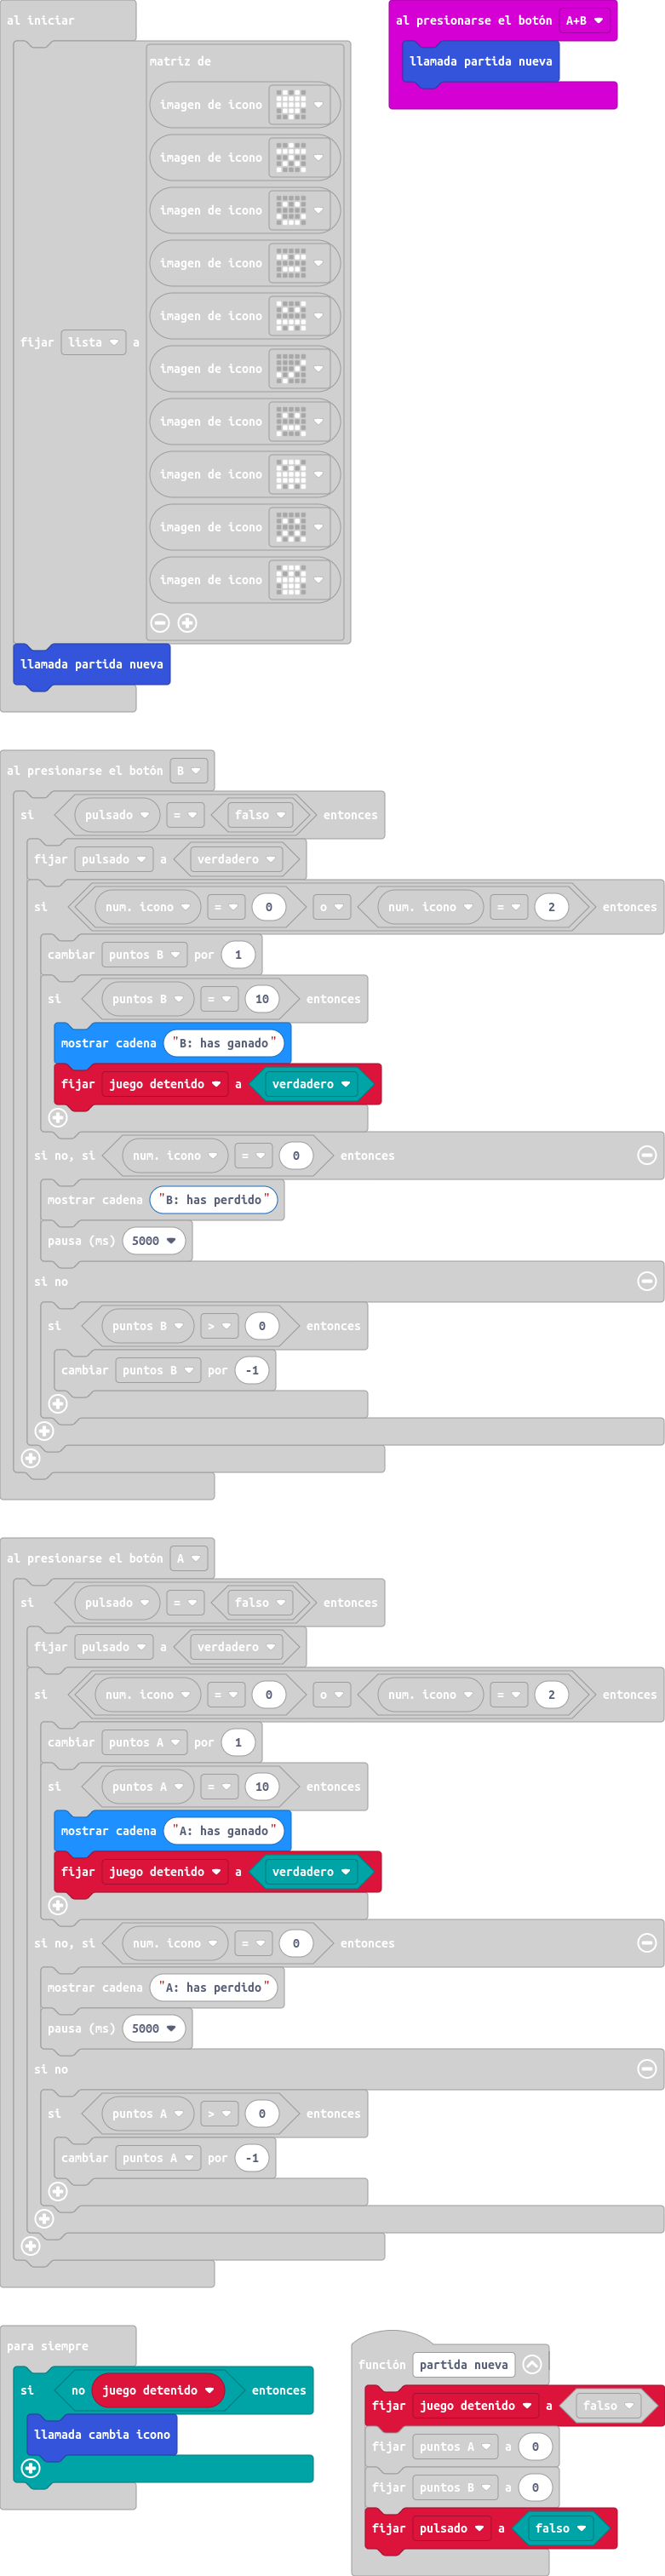 al iniciar
matriz de
imagen de icono
imagen de icono
imagen de icono
imagen de icono
imagen de icono
fijar lista a
imagen de icono
imagen de icono
imagen de icono
imagen de icono
imagen de icono
llamada partida nueva
al presionarse el botón A+B
llamada partida nueva
al presionarse el botón B
si pulsado = falso entonces
fijar pulsado a verdadero
si num. icono = 0 o num. icono = 2 entonces
cambiar puntos B por 1
si puntos B = 10 entonces
mostrar cadena "B: has ganado"
fijar juego detenido a verdadero
si no, si num. icono = 0 entonces
mostrar cadena "B: has perdido"
pausa (ms) 5000
si no
si puntos B > 0 entonces
cambiar puntos B por -1
al presionarse el botón A
si pulsado = falso entonces
fijar pulsado a verdadero
si num. icono = 0 o num. icono = 2 entonces
cambiar puntos A por 1
si puntos A = 10 entonces
mostrar cadena "A: has ganado"
fijar juego detenido a verdadero
si no, si num. icono = 0 entonces
mostrar cadena "A: has perdido"
pausa (ms) 5000
si no
si puntos A > 0 entonces
cambiar puntos A por -1
para siempre
si no juego detenido entonces
llamada cambia icono
función partida nueva
fijar juego detenido a falso
fijar puntos A a 0
fijar puntos B a 0
fijar pulsado a falso